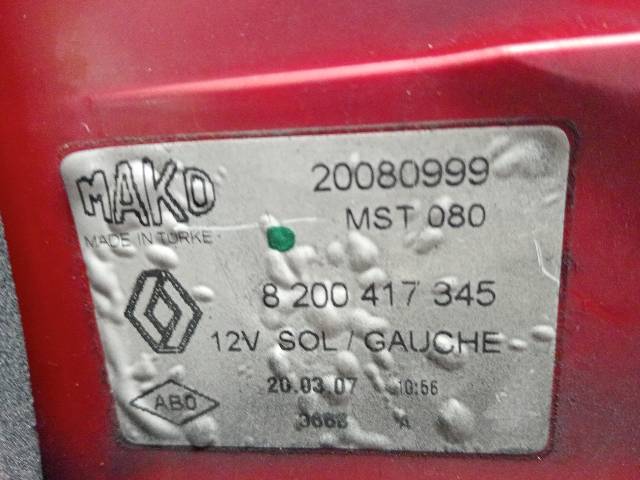 MAKO
20080999
MADE IN TURKE
MST 080
8 200 417 345
12V SOL / GAUCHE
20.03.07 10:56
ABO
A